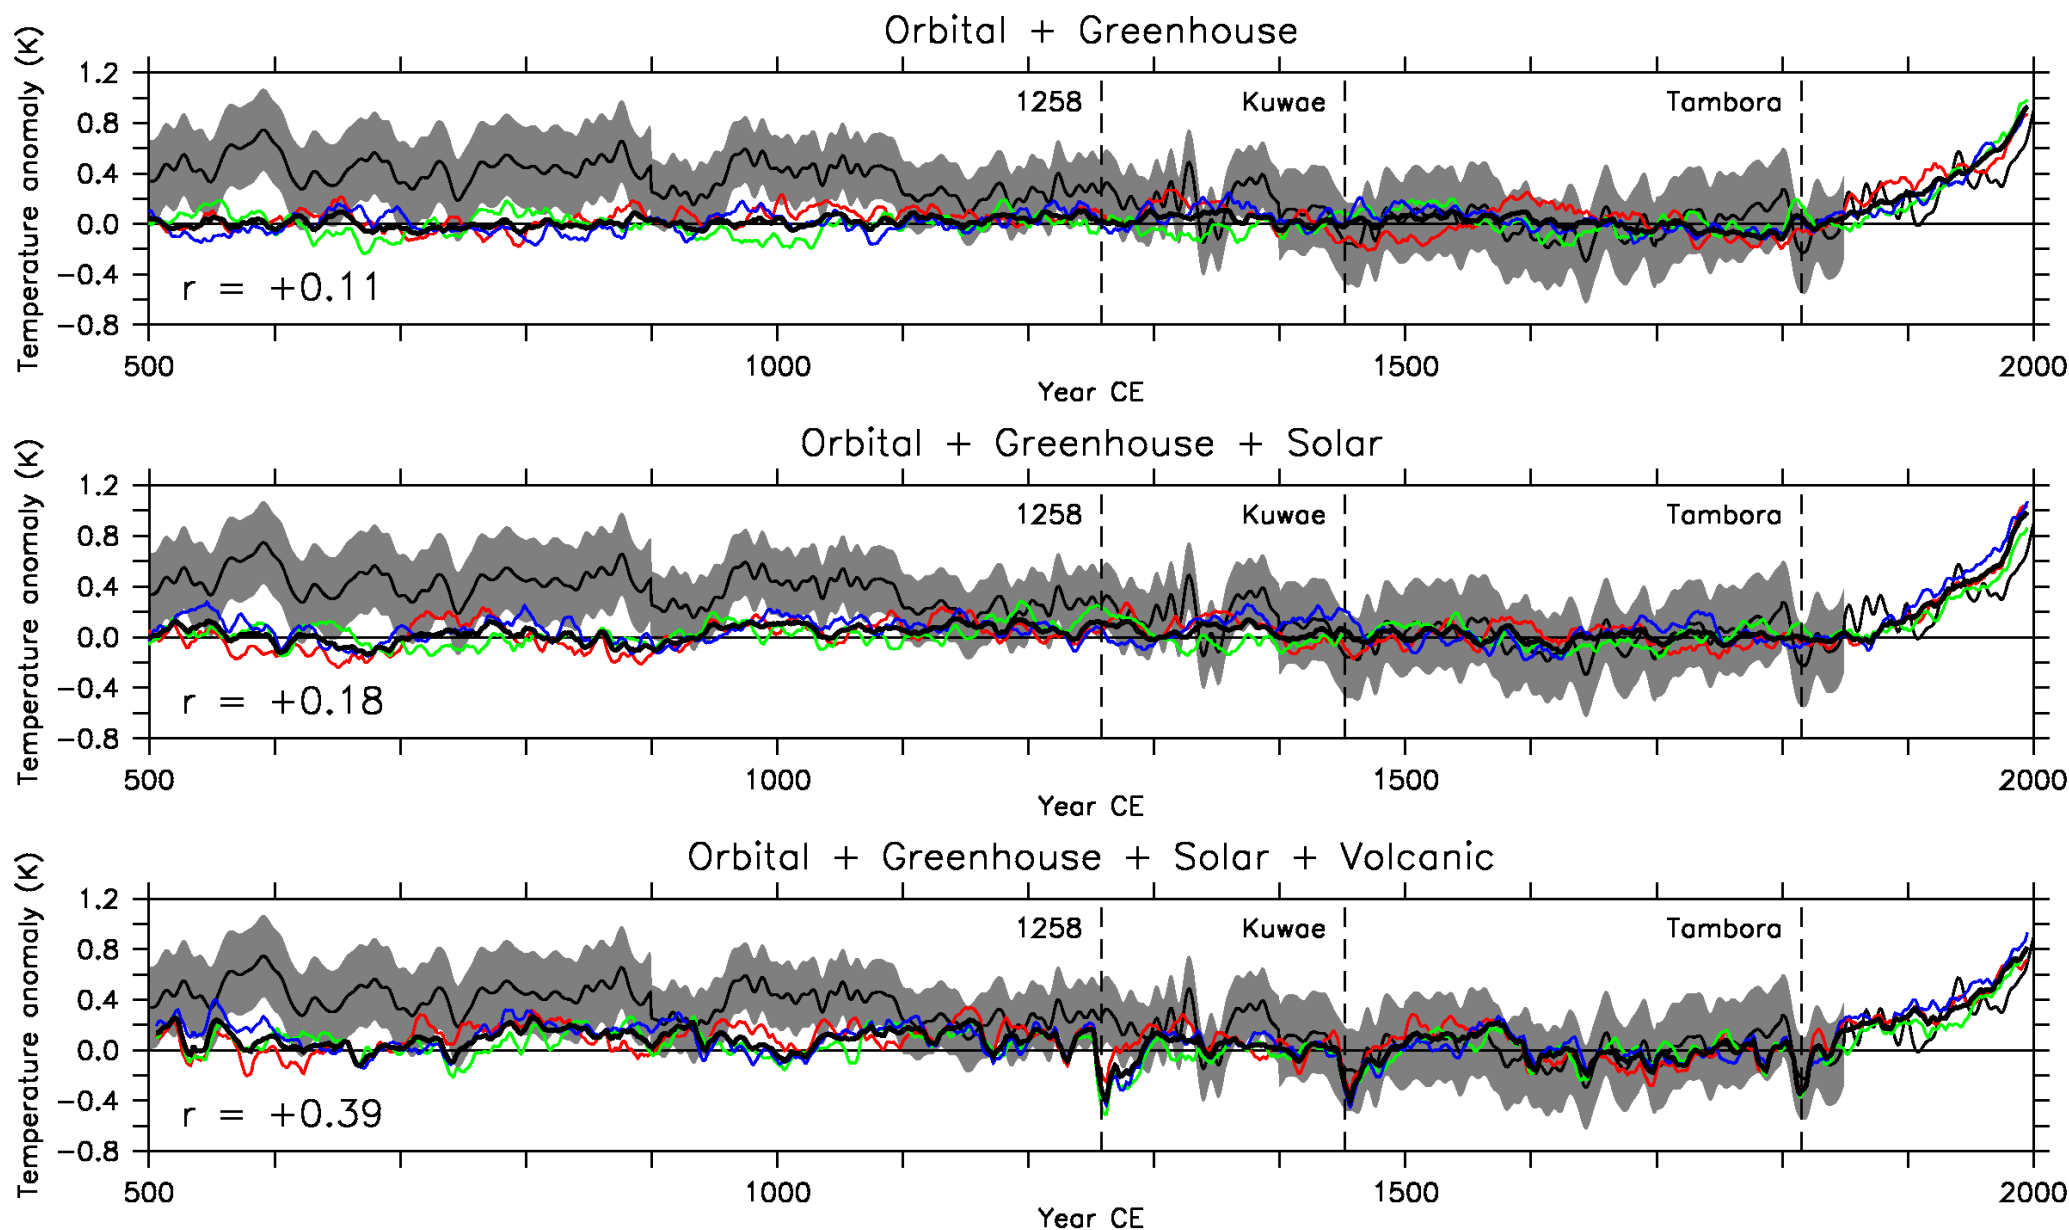 Orbital + Greenhouse
Temperature anomaly (K)
1.2
0.8
0.4
0.0
−0.4
−0.8
1258
Kuwae
Tambora
r = +0.11
500
1000
1500
2000
Year CE
Orbital + Greenhouse + Solar
Temperature anomaly (K)
1.2
0.8
0.4
0.0
−0.4
−0.8
1258
Kuwae
Tambora
r = +0.18
500
1000
1500
2000
Year CE
Orbital + Greenhouse + Solar + Volcanic
Temperature anomaly (K)
1.2
0.8
0.4
0.0
−0.4
−0.8
1258
Kuwae
Tambora
r = +0.39
500
1000
1500
2000
Year CE